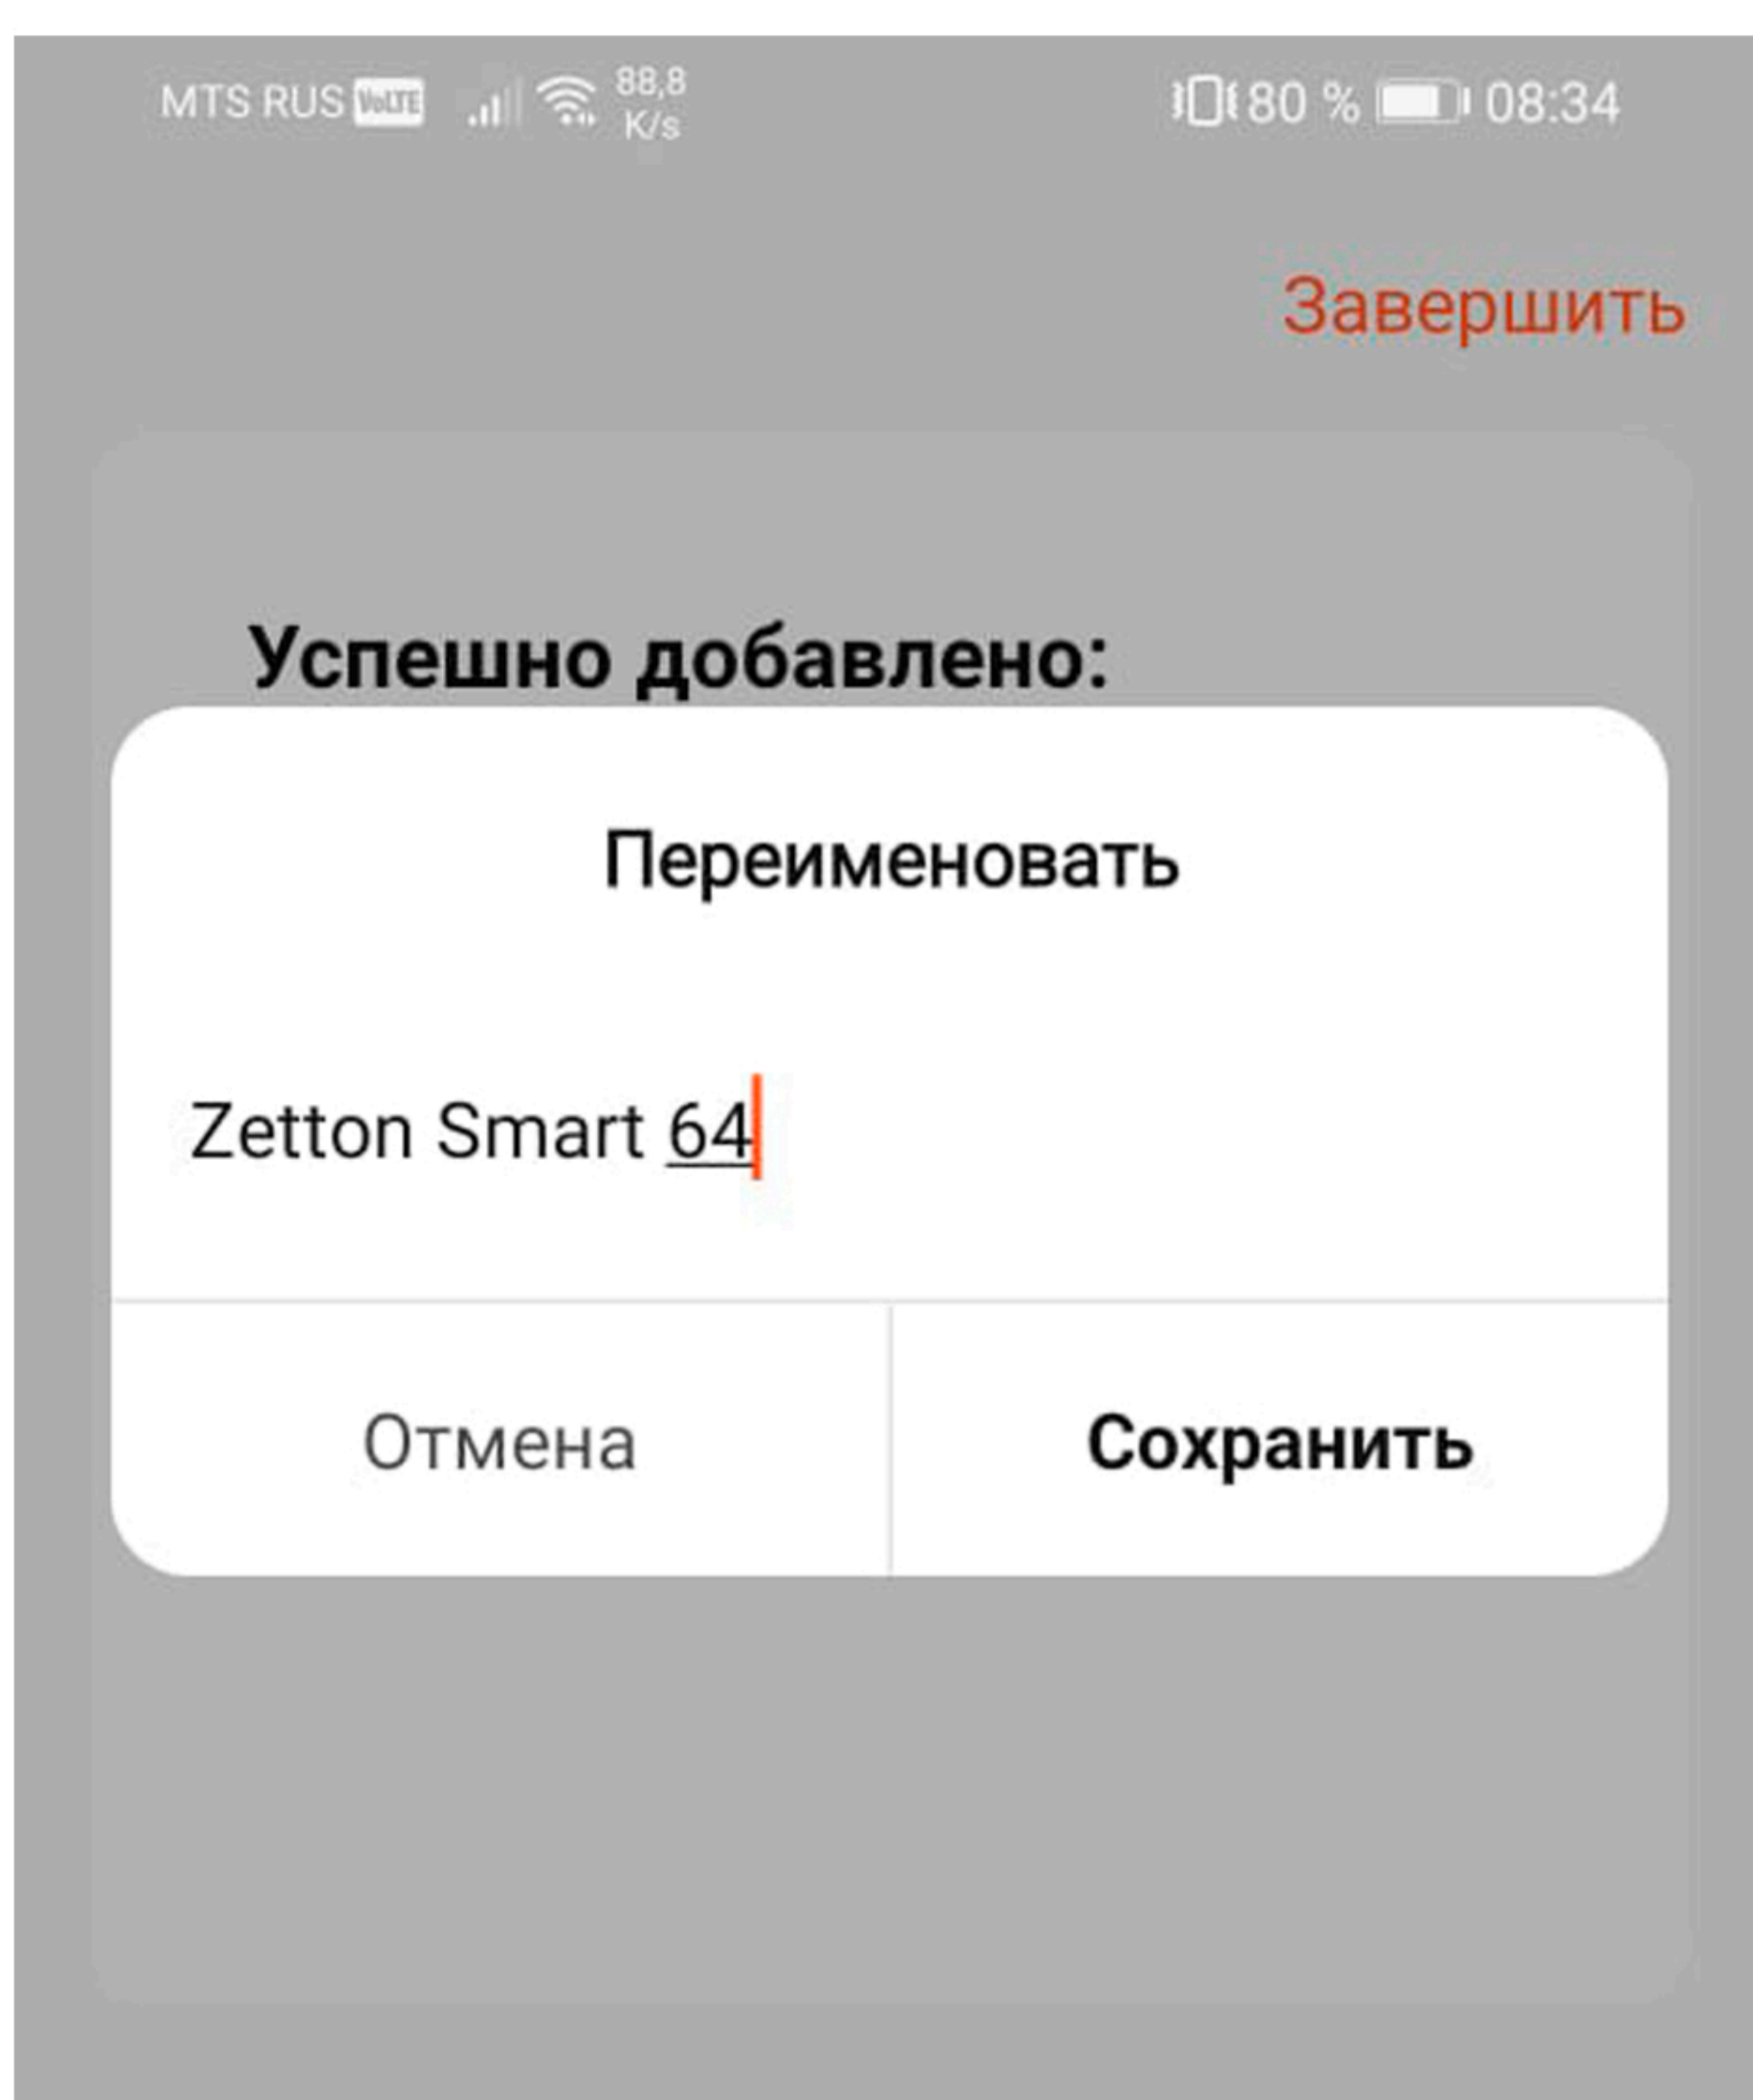 MTS RUS VoLTE 88,8 K/s 80 % 08:34
Завершить
Успешно добавлено:
Переименовать
Zetton Smart 64
Отмена Сохранить